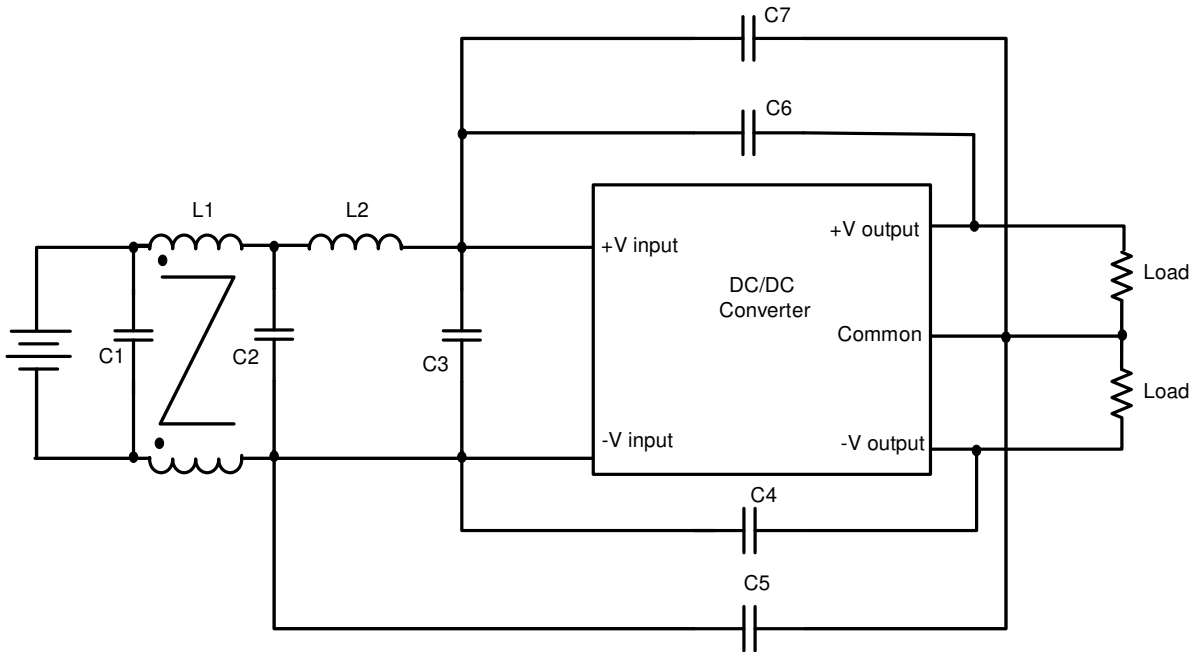 C7
C6
L1
L2
+V input
+V output
Load
DC/DC
Converter
C1
C2
C3
Common
Load
-V input
-V output
C4
C5